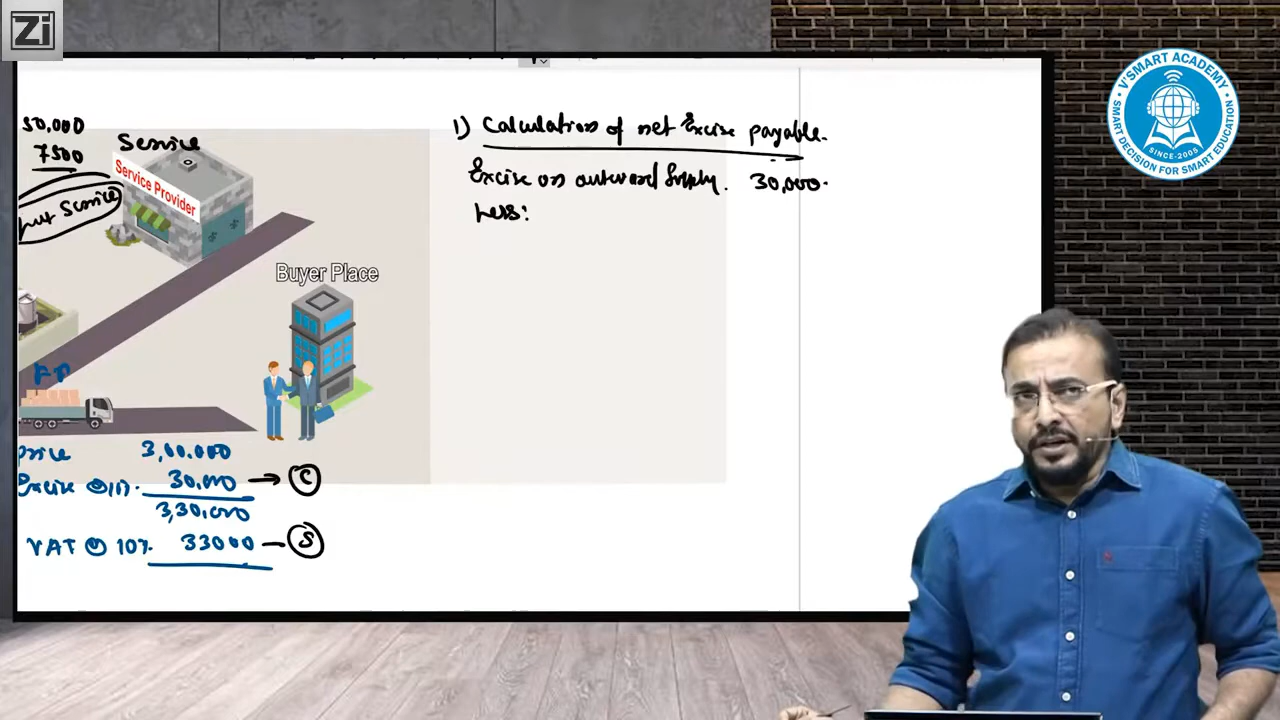 Zi
V'SMART ACADEMY
SINCE-2005
SMART DECISION FOR SMART EDUCATION
50,000
7500
Service
Service Provider
Service
Buyer Place
FP
price 3,00,000
Excise @10%. 30,000 → C
3,30,000
VAT @ 10%. 33000 — S
1) Calculation of net Excise payable.
Excise on outward Supply. 30,000.
Less: